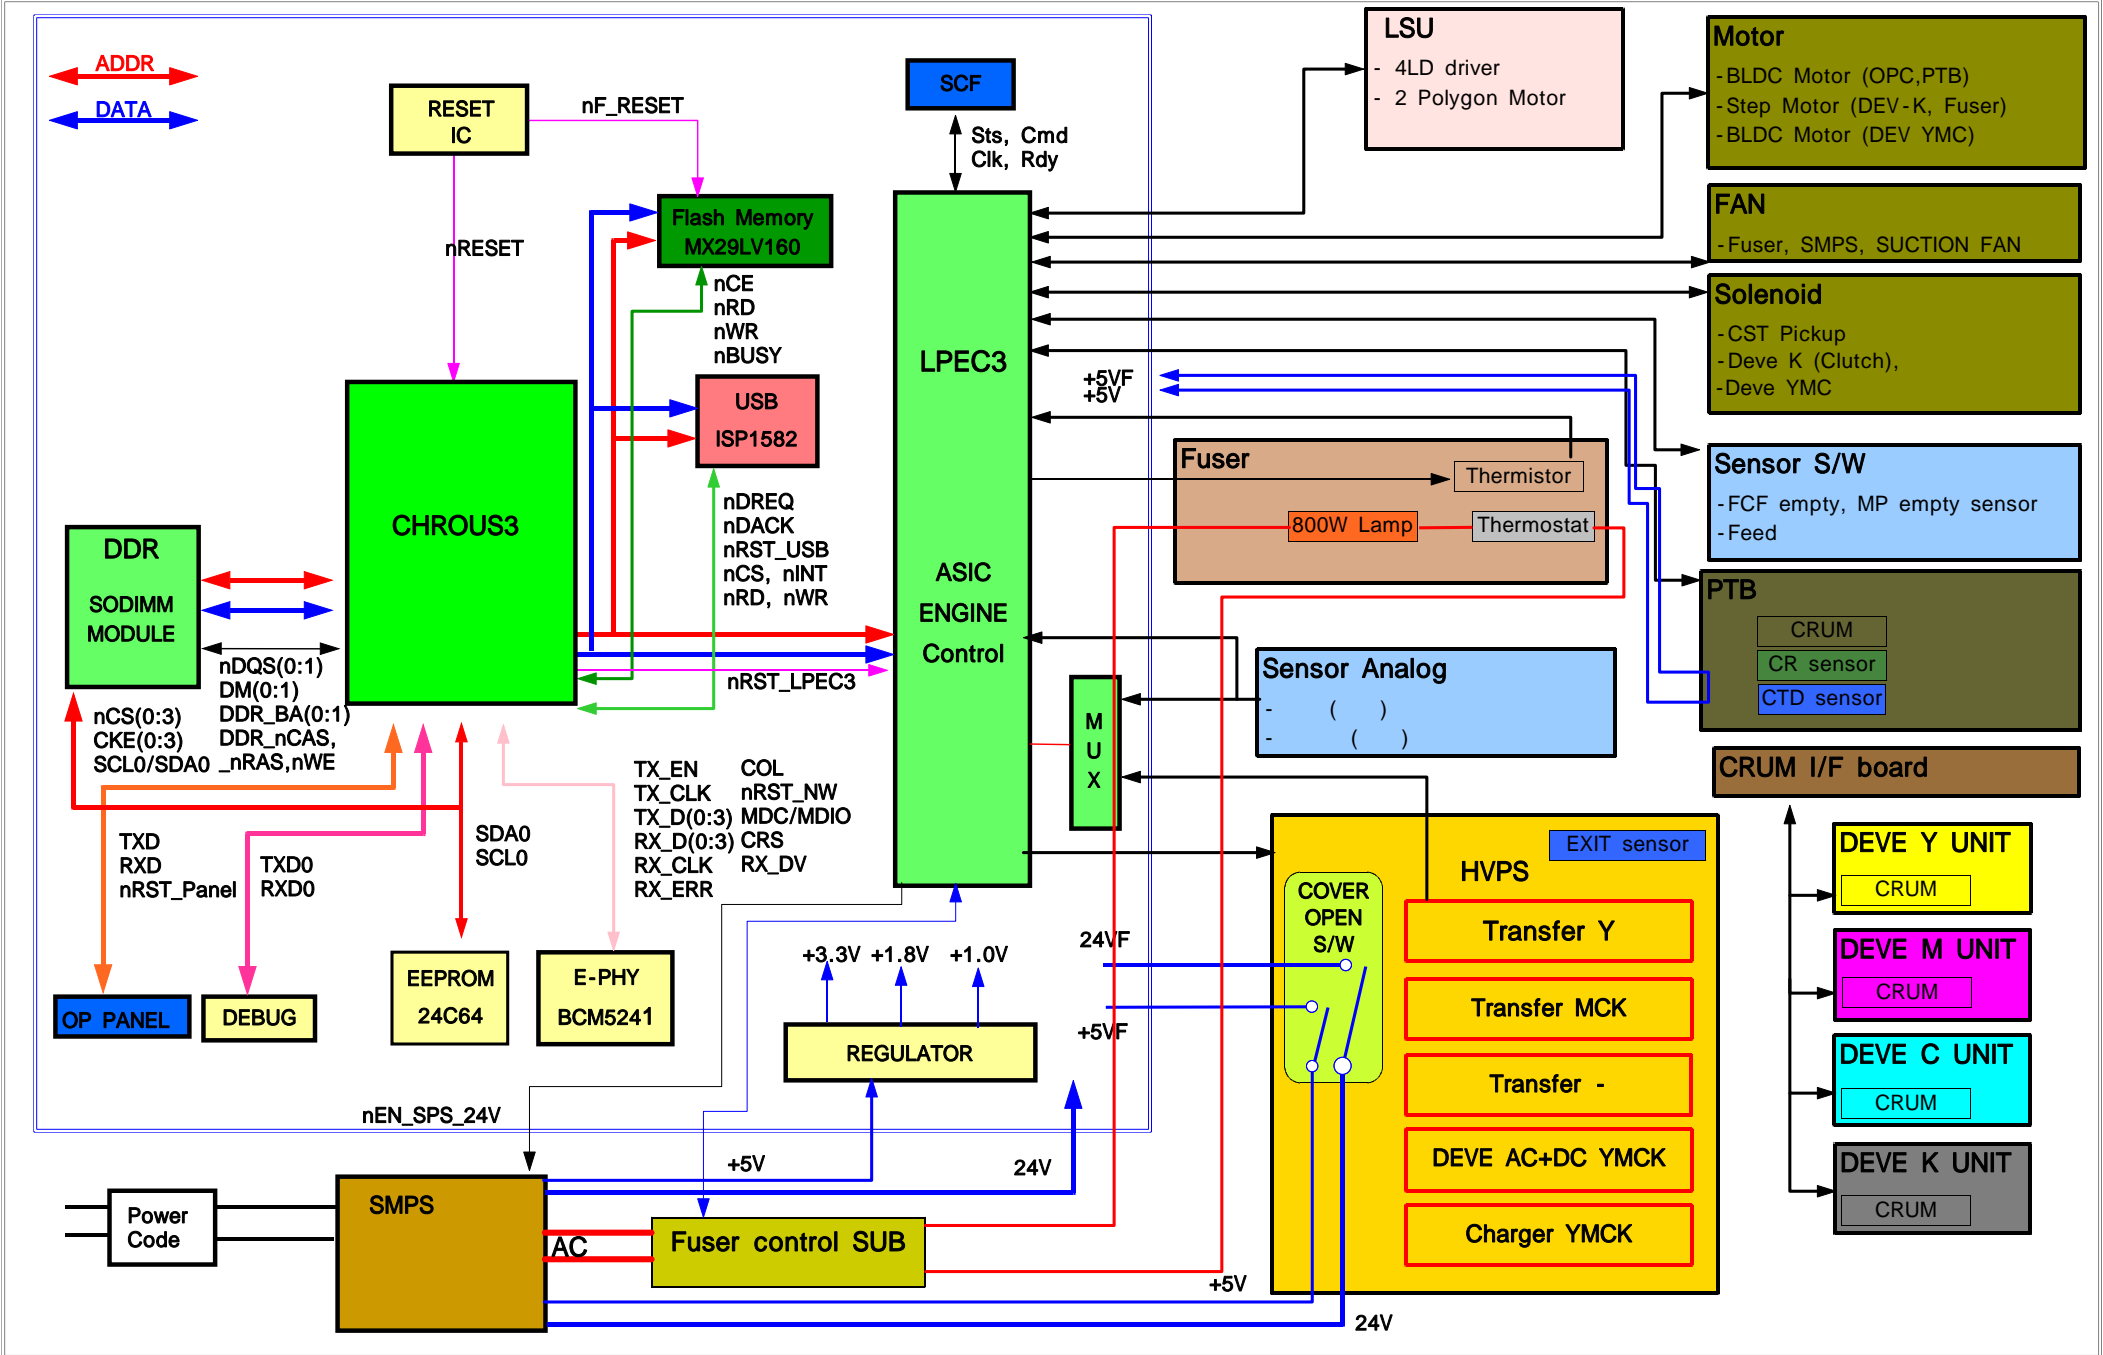 ADDR
DATA
RESET
IC
nF_RESET
nRESET
SCF
Sts, Cmd
Clk, Rdy
Flash Memory
MX29LV160
nCE
nRD
nWR
nBUSY
USB
ISP1582
nDREQ
nDACK
nRST_USB
nCS, nINT
nRD, nWR
CHROUS3
DDR
SODIMM
MODULE
nDQS(0:1)
DM(0:1)
DDR_BA(0:1)
DDR_nCAS,
_nRAS,nWE
nCS(0:3)
CKE(0:3)
SCL0/SDA0
nRST_LPEC3
LPEC3
ASIC
ENGINE
Control
TXD
RXD
nRST_Panel
TXD0
RXD0
SDA0
SCL0
TX_EN
TX_CLK
TX_D(0:3)
RX_D(0:3)
RX_CLK
RX_ERR
COL
nRST_NW
MDC/MDIO
CRS
RX_DV
OP PANEL
DEBUG
EEPROM
24C64
E-PHY
BCM5241
+3.3V
+1.8V
+1.0V
REGULATOR
nEN_SPS_24V
+5V
24V
Power
Code
SMPS
AC
Fuser control SUB
+5V
24V
LSU
- 4LD driver
- 2 Polygon Motor
Motor
-BLDC Motor (OPC,PTB)
-Step Motor (DEV-K, Fuser)
-BLDC Motor (DEV YMC)
FAN
-Fuser, SMPS, SUCTION FAN
Solenoid
-CST Pickup
-Deve K (Clutch),
-Deve YMC
+5VF
+5V
Fuser
Thermistor
800W Lamp
Thermostat
Sensor S/W
-FCF empty, MP empty sensor
-Feed
PTB
CRUM
CR sensor
CTD sensor
Sensor Analog
- ( )
- ( )
M
U
X
CRUM I/F board
DEVE Y UNIT
CRUM
DEVE M UNIT
CRUM
DEVE C UNIT
CRUM
DEVE K UNIT
CRUM
EXIT sensor
HVPS
COVER
OPEN
S/W
24VF
+5VF
Transfer Y
Transfer MCK
Transfer -
DEVE AC+DC YMCK
Charger YMCK